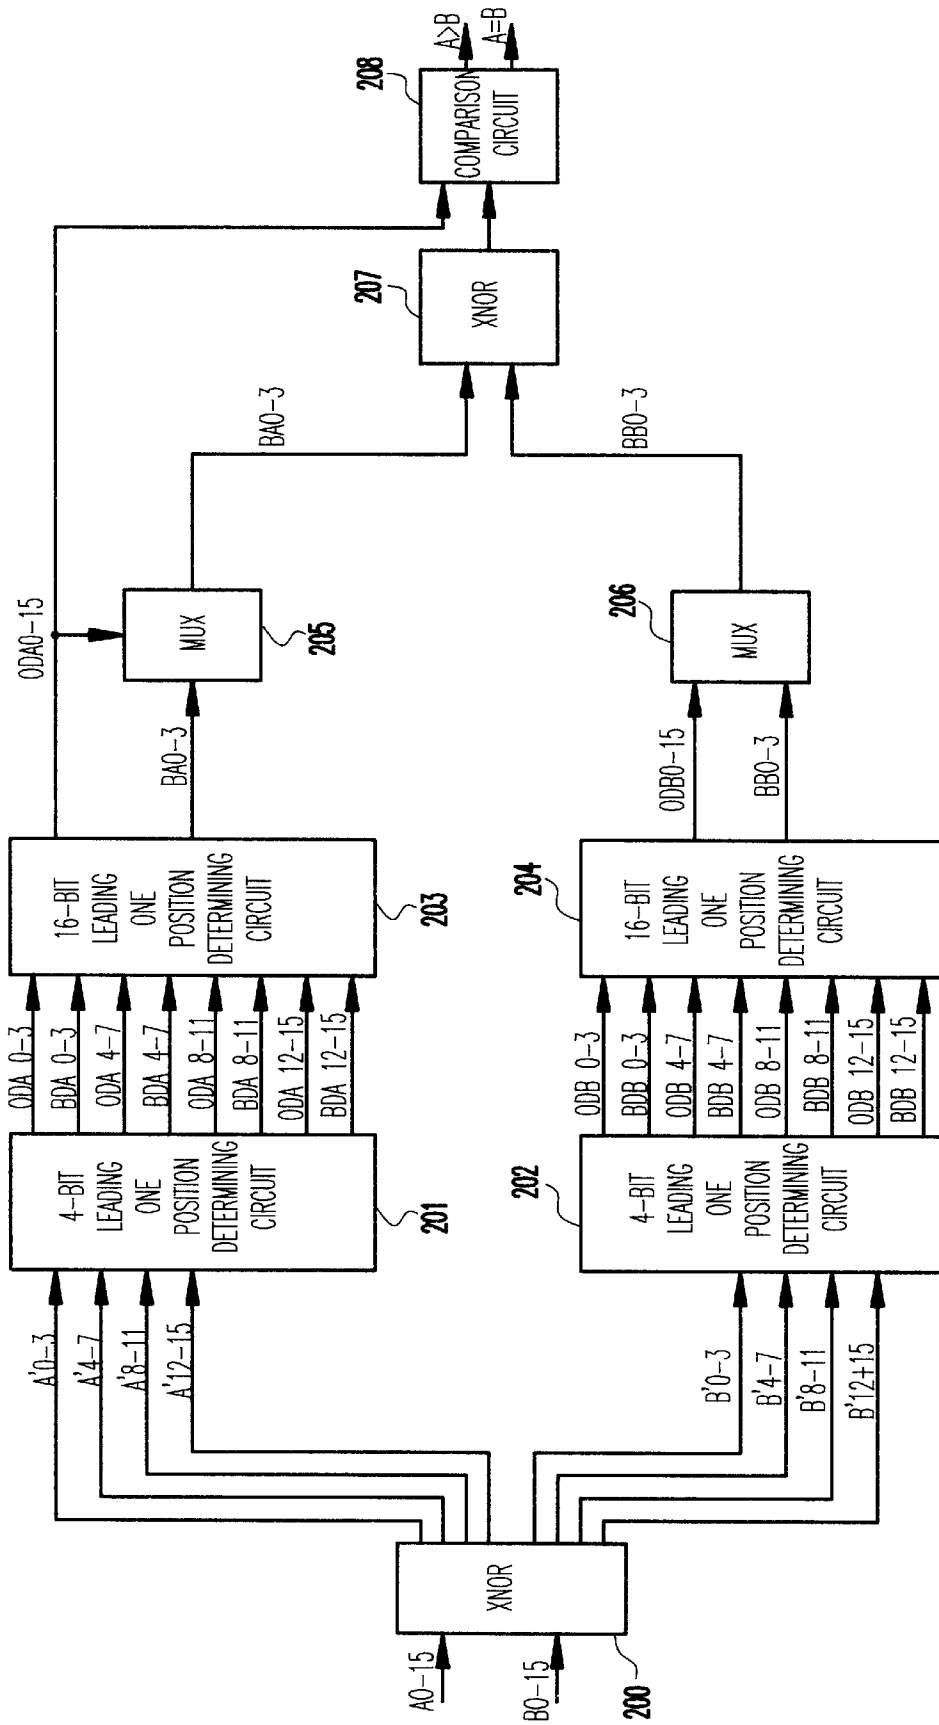 A0-15
B0-15
XNOR
200
A'0-3
A'4-7
A'8-11
A'12-15
B'0-3
B'4-7
B'8-11
B'12+15
4-BIT
LEADING
ONE
POSITION
DETERMINING
CIRCUIT
201
4-BIT
LEADING
ONE
POSITION
DETERMINING
CIRCUIT
202
ODA 0-3
BDA 0-3
ODA 4-7
BDA 4-7
ODA 8-11
BDA 8-11
ODA 12-15
BDA 12-15
ODB 0-3
BDB 0-3
ODB 4-7
BDB 4-7
ODB 8-11
BDB 8-11
ODB 12-15
BDB 12-15
16-BIT
LEADING
ONE
POSITION
DETERMINING
CIRCUIT
203
16-BIT
LEADING
ONE
POSITION
DETERMINING
CIRCUIT
204
ODA0-15
BA0-3
MUX
205
ODB0-15
BB0-3
MUX
206
BA0-3
BB0-3
XNOR
207
COMPARISON
CIRCUIT
208
A>B
A=B